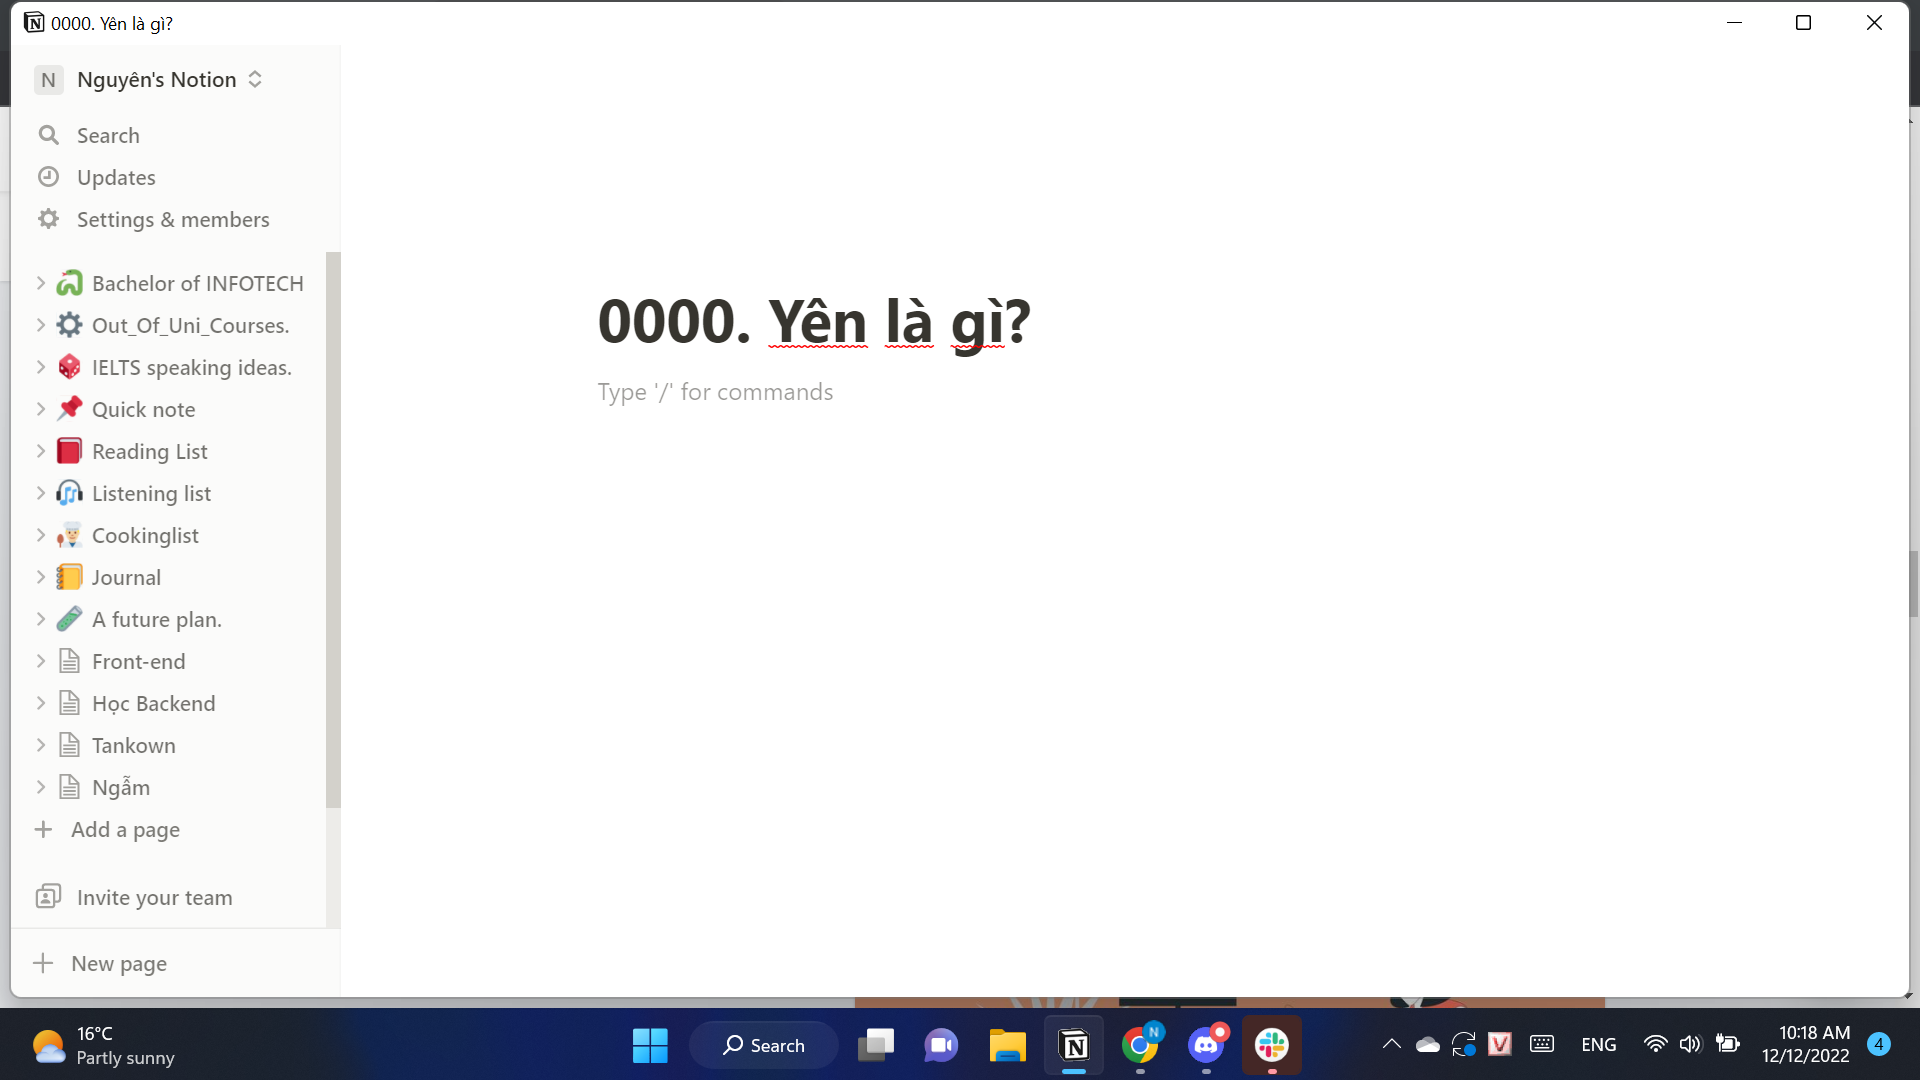 0000. Yên là gì?
N Nguyên's Notion
Search
Updates
Settings & members
Bachelor of INFOTECH
Out_Of_Uni_Courses.
IELTS speaking ideas.
Quick note
Reading List
Listening list
Cookinglist
Journal
A future plan.
Front-end
Học Backend
Tankown
Ngẫm
Add a page
Invite your team
New page
0000. Yên là gì?
Type '/' for commands
16°C
Partly sunny
Search
N
V
ENG
10:18 AM
12/12/2022
4